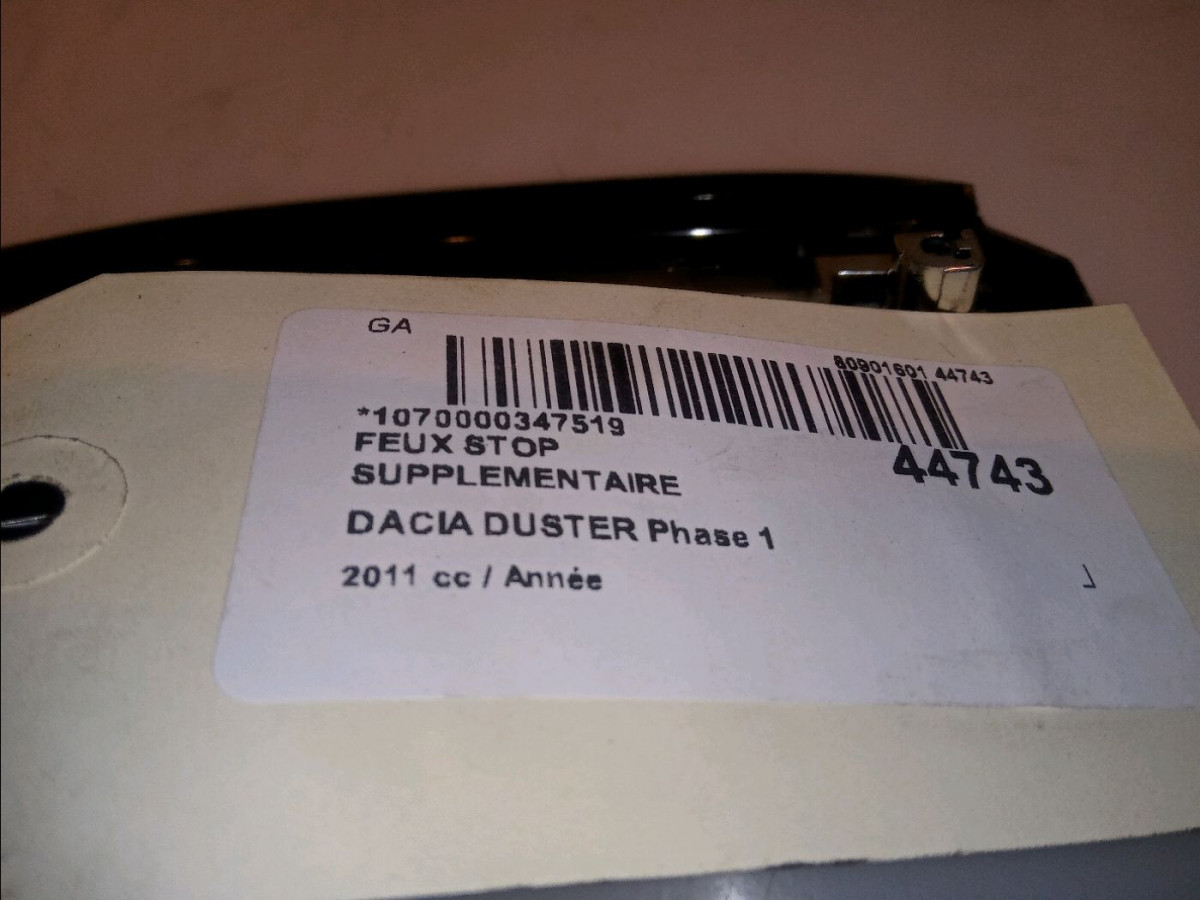 GA
80901601 44743
*1070000347519
44743
FEUX STOP
SUPPLEMENTAIRE
DACIA DUSTER Phase 1
2011 cc / Année